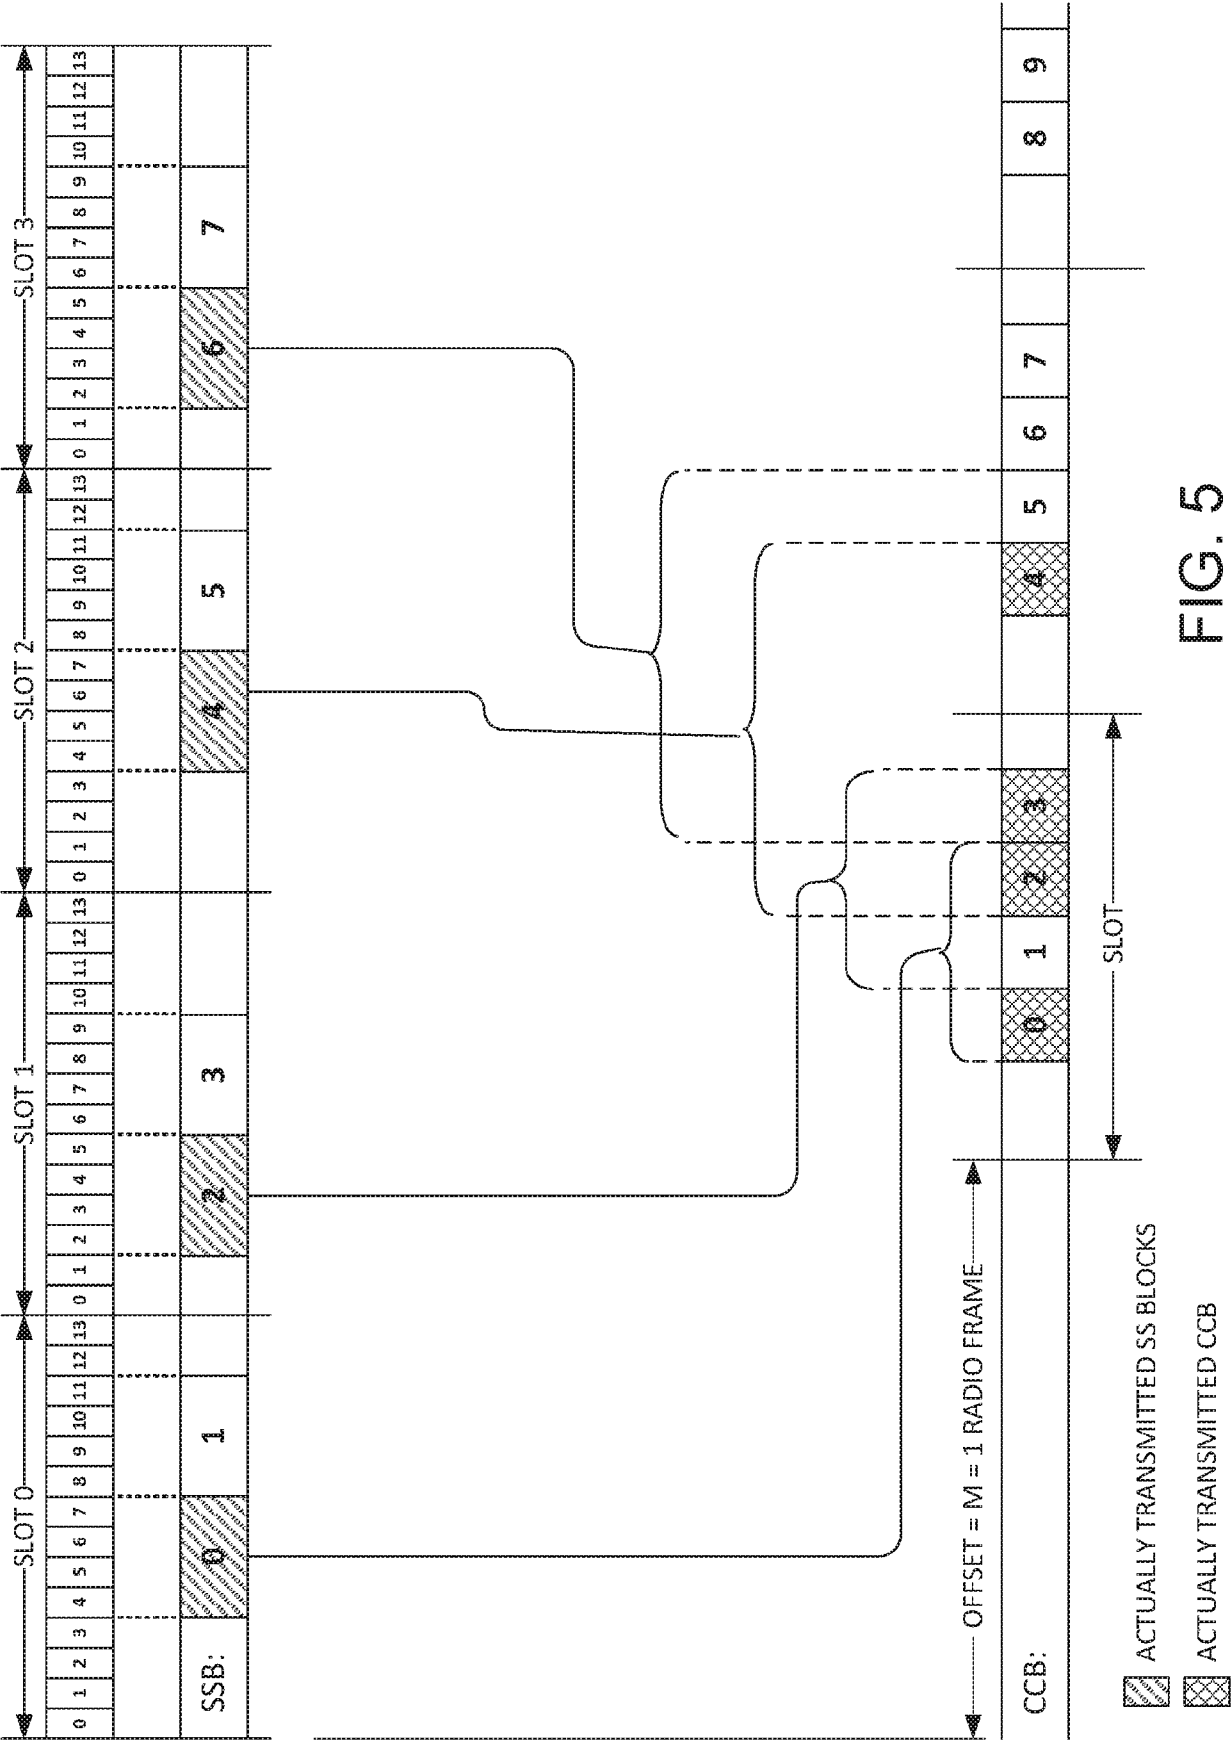 SLOT 0 SLOT 1 SLOT 2 SLOT 3
0 1 2 3 4 5 6 7 8 9 10 11 12 13 0 1 2 3 4 5 6 7 8 9 10 11 12 13 0 1 2 3 4 5 6 7 8 9 10 11 12 13 0 1 2 3 4 5 6 7 8 9 10 11 12 13
SSB: 0 1 2 3 4 5 6 7
OFFSET = M = 1 RADIO FRAME
CCB: 0 1 2 3 4 5 6 7 8 9
SLOT
ACTUALLY TRANSMITTED SS BLOCKS
ACTUALLY TRANSMITTED CCB
FIG. 5